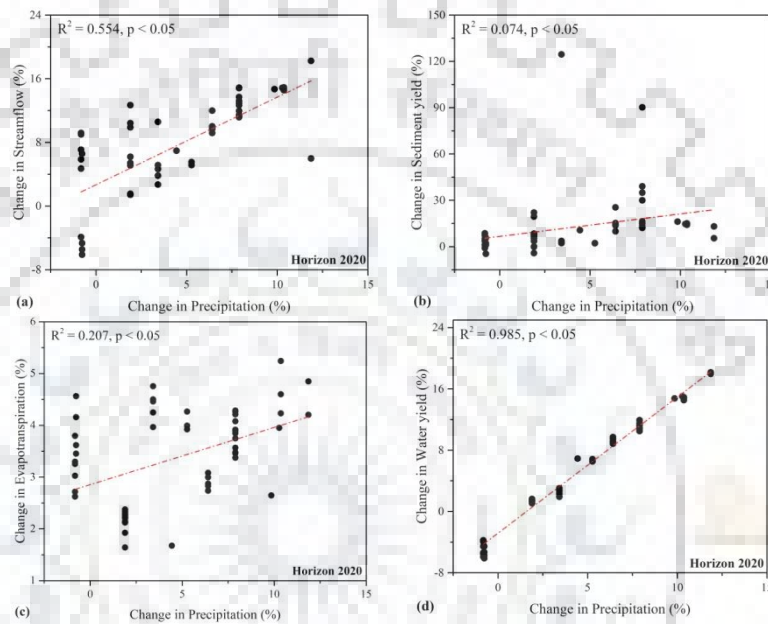 24
16
8
0
-8
0
5
10
15
R² = 0.554, p < 0.05
Change in Streamflow (%)
Horizon 2020
(a)
Change in Precipitation (%)
150
120
90
60
30
0
0
5
10
15
R² = 0.074, p < 0.05
Change in Sediment yield (%)
Horizon 2020
(b)
Change in Precipitation (%)
6
5
4
3
2
1
0
5
10
15
R² = 0.207, p < 0.05
Change in Evapotranspiration (%)
Horizon 2020
(c)
Change in Precipitation (%)
24
16
8
0
-8
0
5
10
15
R² = 0.985, p < 0.05
Change in Water yield (%)
Horizon 2020
(d)
Change in Precipitation (%)